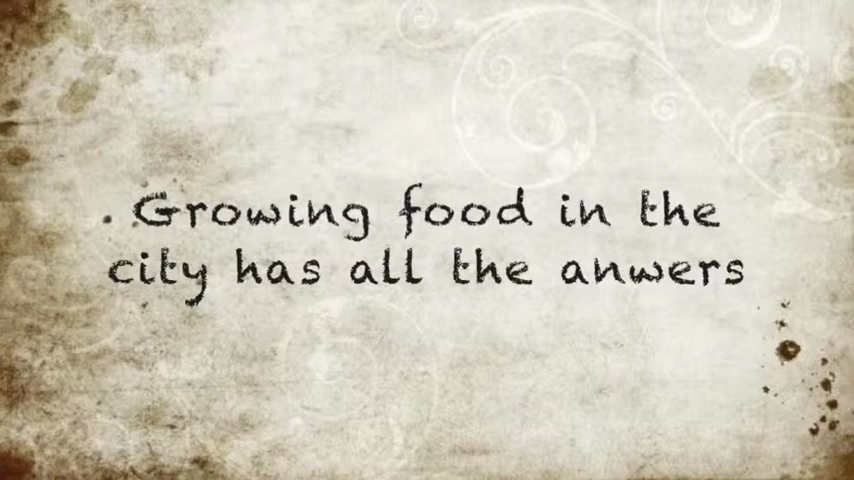 Growing food in the
city has all the anwers